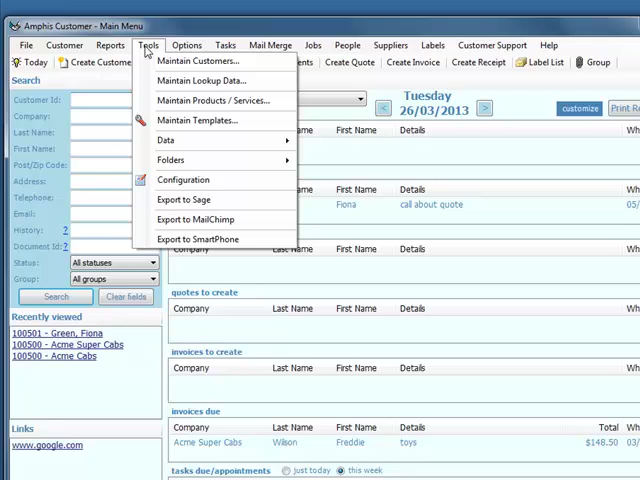 Amphis Customer - Main Menu
File Customer Reports Tools Options Tasks Mail Merge Jobs People Suppliers Labels Customer Support Help
Today Create Create Quote Create Invoice Create Receipt Label List Group
Search
Customer Id:
Company:
Last Name:
First Name:
Post/Zip Code:
Address:
Telephone:
Email:
History: ?
Document Id: ?
Status: All statuses
Group: All groups
Search Clear fields
Recently viewed
100501 - Green, Fiona
100500 - Acme Super Cabs
100500 - Acme Cabs
Links
www.google.com
Maintain Customers...
Maintain Lookup Data...
Maintain Products / Services...
Maintain Templates...
Data
Folders
Configuration
Export to Sage
Export to MailChimp
Export to SmartPhone
Tuesday
< 26/03/2013 >
customize
First Name Details
First Name Details
Fiona call about quote
quotes to create
Company Last Name First Name Details
invoices to create
Company Last Name First Name Details
invoices due
Company Last Name First Name Details Total
Acme Super Cabs Wilson Freddie toys $148.50
tasks due/appointments just today this week